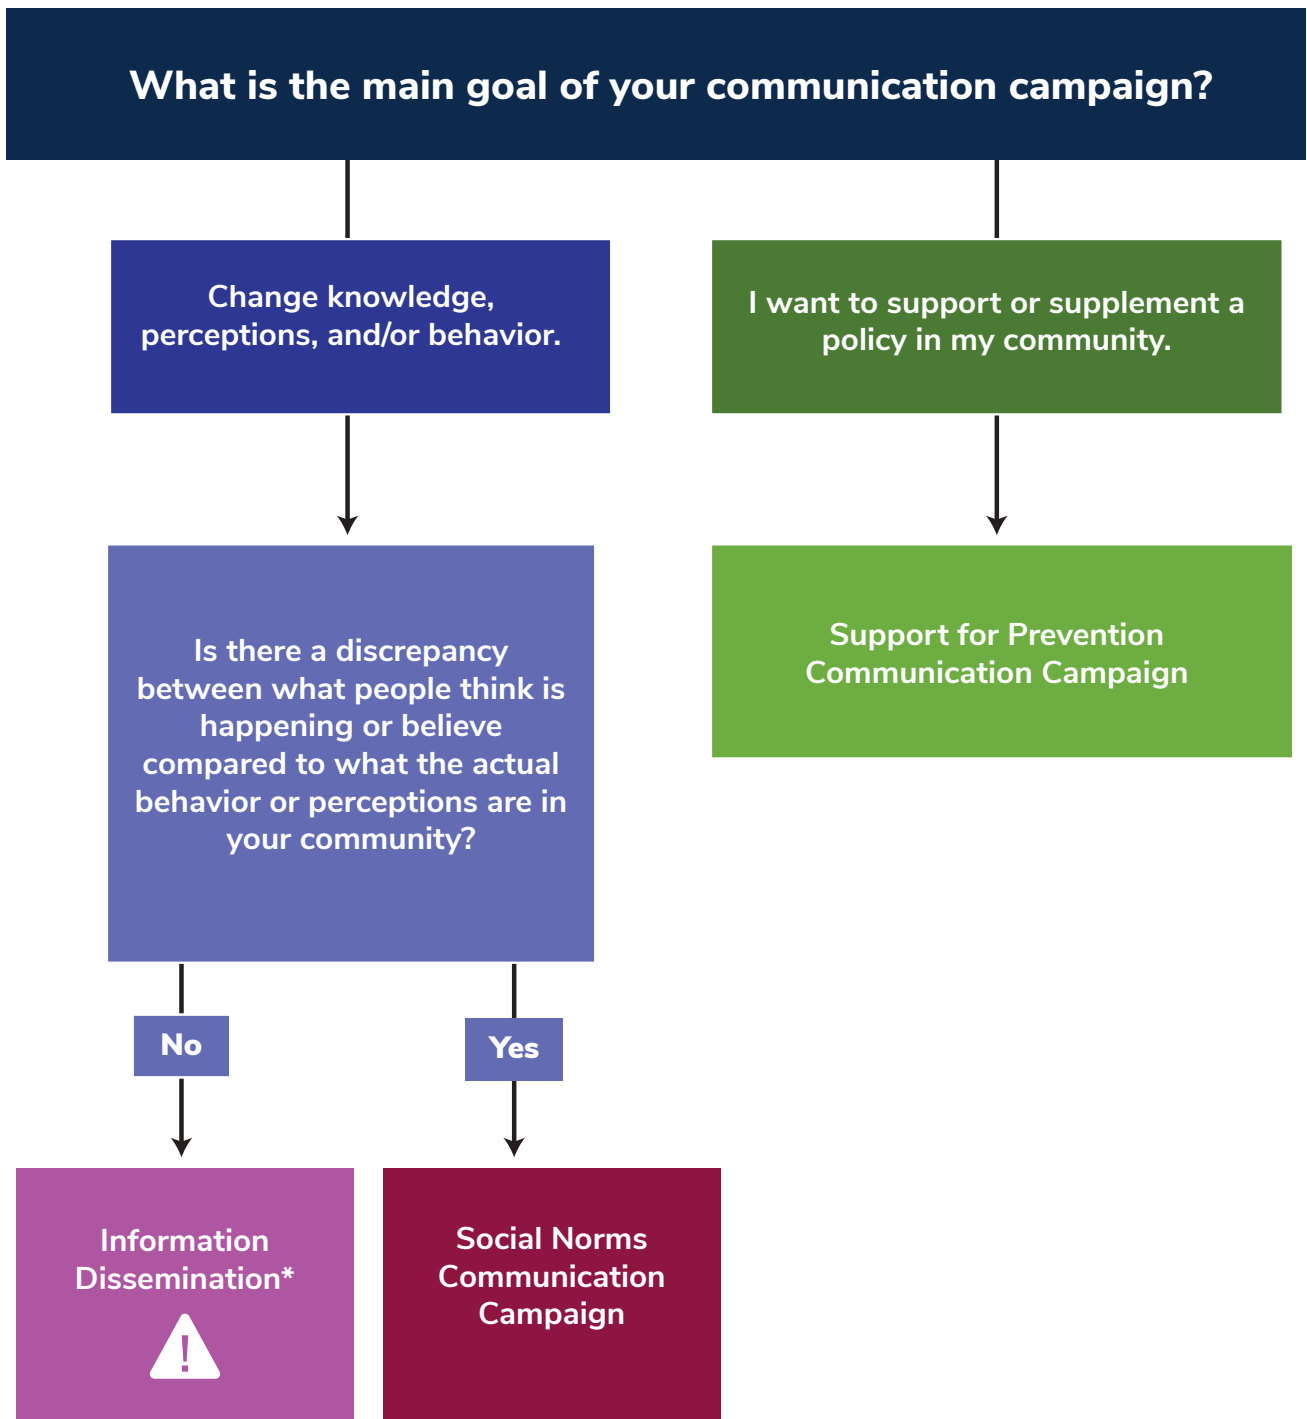 What is the main goal of your communication campaign?
Change knowledge,
perceptions, and/or behavior.
I want to support or supplement a
policy in my community.
Is there a discrepancy
between what people think is
happening or believe
compared to what the actual
behavior or perceptions are in
your community?
Support for Prevention
Communication Campaign
No
Yes
Information
Dissemination*
!
Social Norms
Communication
Campaign